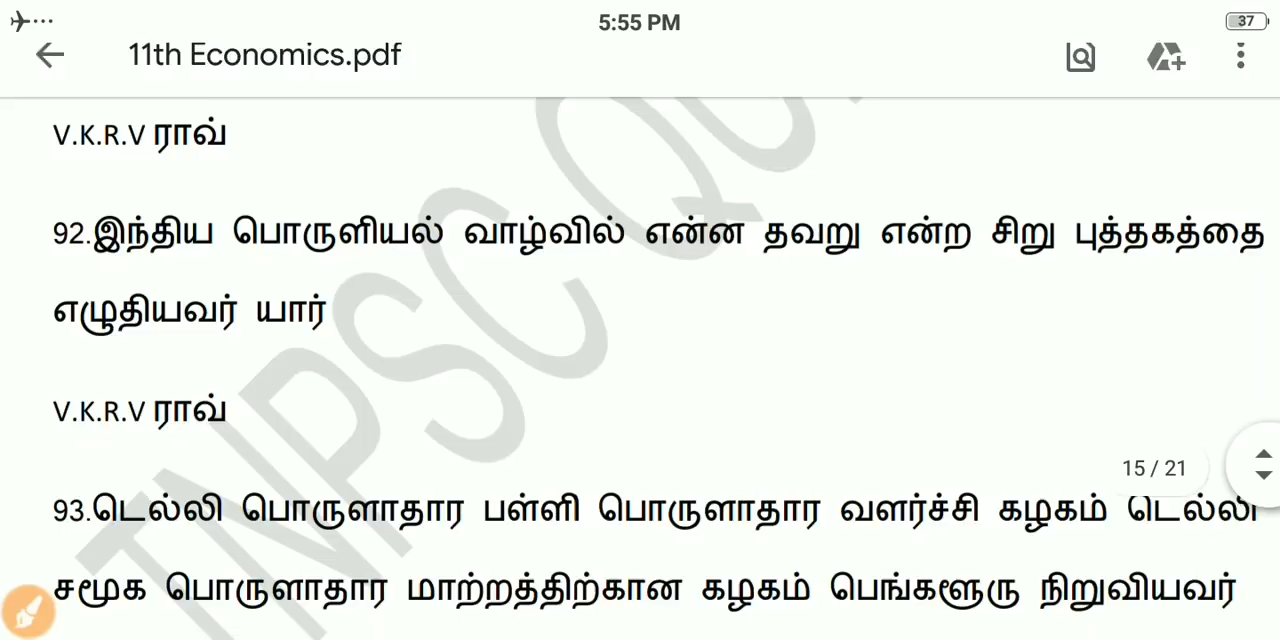 5:55 PM
37
11th Economics.pdf
V.K.R.V ராவ்
92.இந்திய பொருளியல் வாழ்வில் என்ன தவறு என்ற சிறு புத்தகத்தை
எழுதியவர் யார்
V.K.R.V ராவ்
15 / 21
93.டெல்லி பொருளாதார பள்ளி பொருளாதார வளர்ச்சி கழகம் டெல்லி
சமூக பொருளாதார மாற்றத்திற்கான கழகம் பெங்களூரு நிறுவியவர்
TNPSC